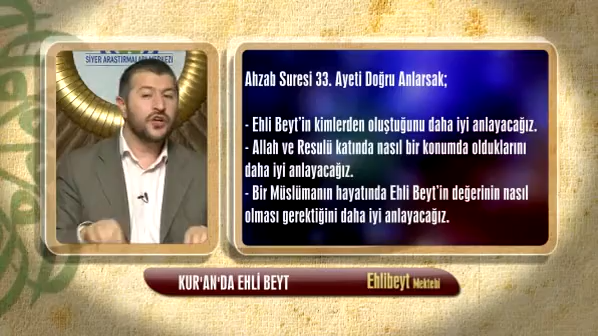 SİYER ARAŞTIRMALARI MERKEZİ
Ahzab Suresi 33. Ayeti Doğru Anlarsak;
- Ehli Beyt'in kimlerden oluştuğunu daha iyi anlayacağız.
- Allah ve Resulü katında nasıl bir konumda olduklarını
daha iyi anlayacağız.
- Bir Müslümanın hayatında Ehli Beyt'in değerinin nasıl
olması gerektiğini daha iyi anlayacağız.
KUR'AN'DA EHLİ BEYT
Ehlibeyt Mektebi